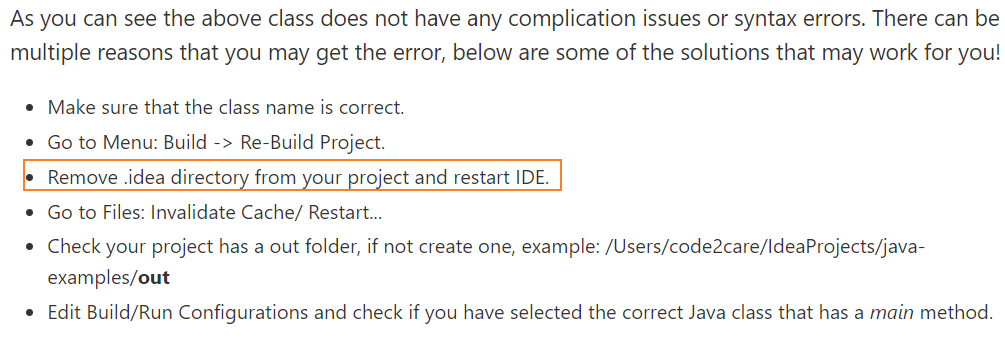 As you can see the above class does not have any complication issues or syntax errors. There can be
multiple reasons that you may get the error, below are some of the solutions that may work for you!
• Make sure that the class name is correct.
• Go to Menu: Build -> Re-Build Project.
• Remove .idea directory from your project and restart IDE.
• Go to Files: Invalidate Cache/ Restart...
• Check your project has a out folder, if not create one, example: /Users/code2care/IdeaProjects/java-
examples/out
• Edit Build/Run Configurations and check if you have selected the correct Java class that has a main method.